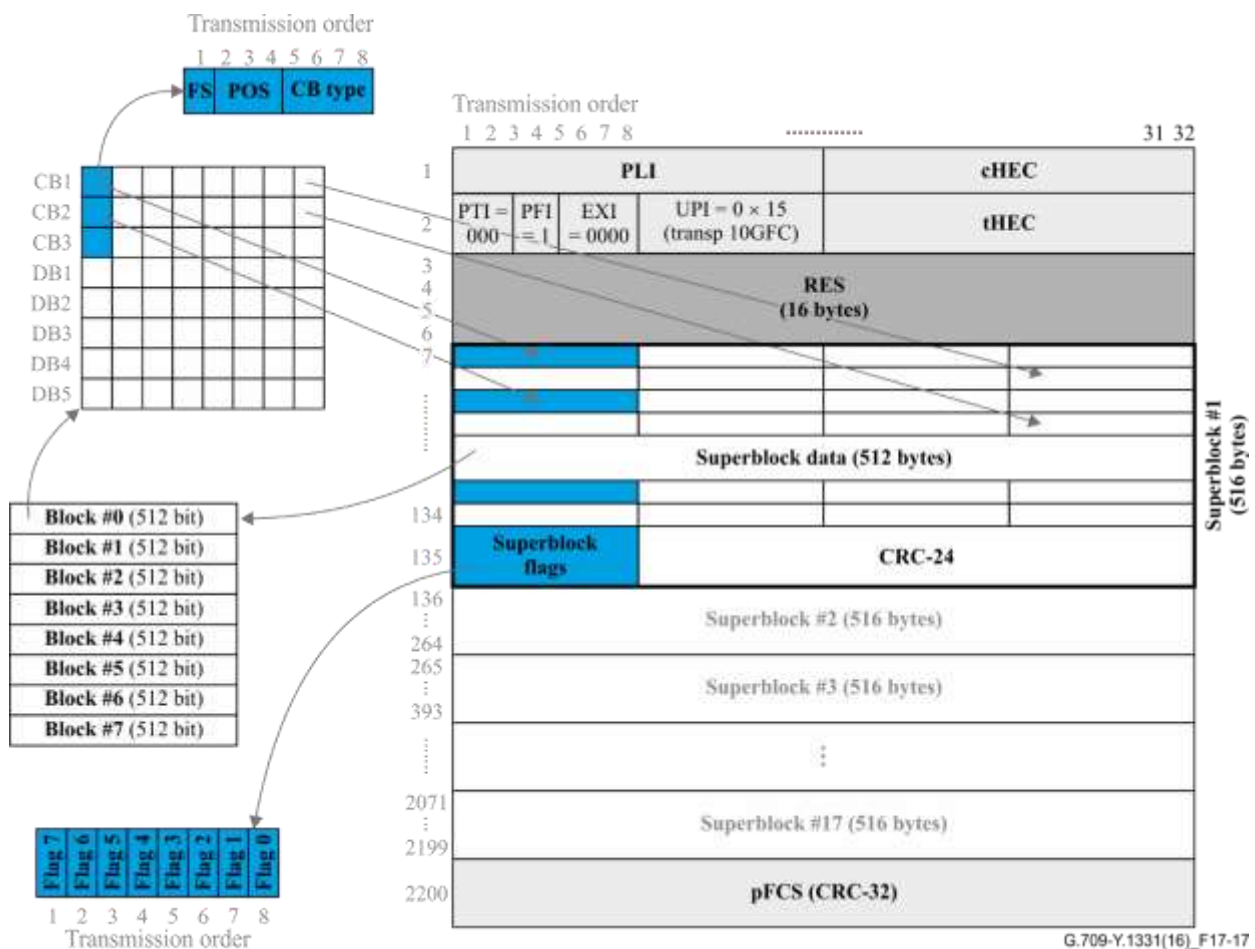 Transmission order
1 2 3 4 5 6 7 8
FS POS CB type
CB1
CB2
CB3
DB1
DB2
DB3
DB4
DB5
Block #0 (512 bit)
Block #1 (512 bit)
Block #2 (512 bit)
Block #3 (512 bit)
Block #4 (512 bit)
Block #5 (512 bit)
Block #6 (512 bit)
Block #7 (512 bit)
Flag 7 Flag 6 Flag 5 Flag 4 Flag 3 Flag 2 Flag 1 Flag 0
1 2 3 4 5 6 7 8
Transmission order
Transmission order
1 2 3 4 5 6 7 8 ............. 31 32
1 PLI cHEC
PTI = PFI EXI UPI = 0 × 15
2 tHEC
000 = 1 = 0000 (transp 10GFC)
3
4 RES
5 (16 bytes)
6
7
Superblock data (512 bytes)
134
135 Superblock flags CRC-24
Superblock #1
(516 bytes)
136
Superblock #2 (516 bytes)
264
265
Superblock #3 (516 bytes)
393
2071
Superblock #17 (516 bytes)
2199
2200 pFCS (CRC-32)
G.709-Y.1331(16)_F17-17